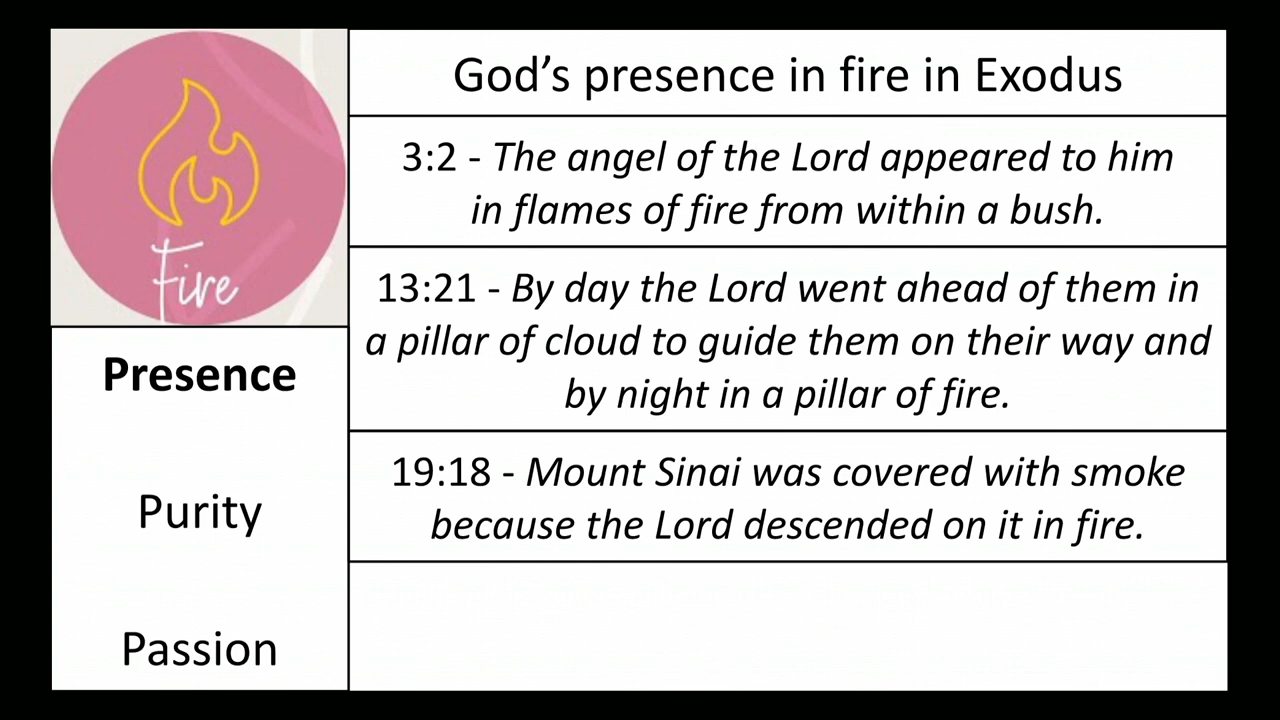 Fire
Presence
Purity
Passion
God’s presence in fire in Exodus
3:2 - The angel of the Lord appeared to him
in flames of fire from within a bush.
13:21 - By day the Lord went ahead of them in
a pillar of cloud to guide them on their way and
by night in a pillar of fire.
19:18 - Mount Sinai was covered with smoke
because the Lord descended on it in fire.